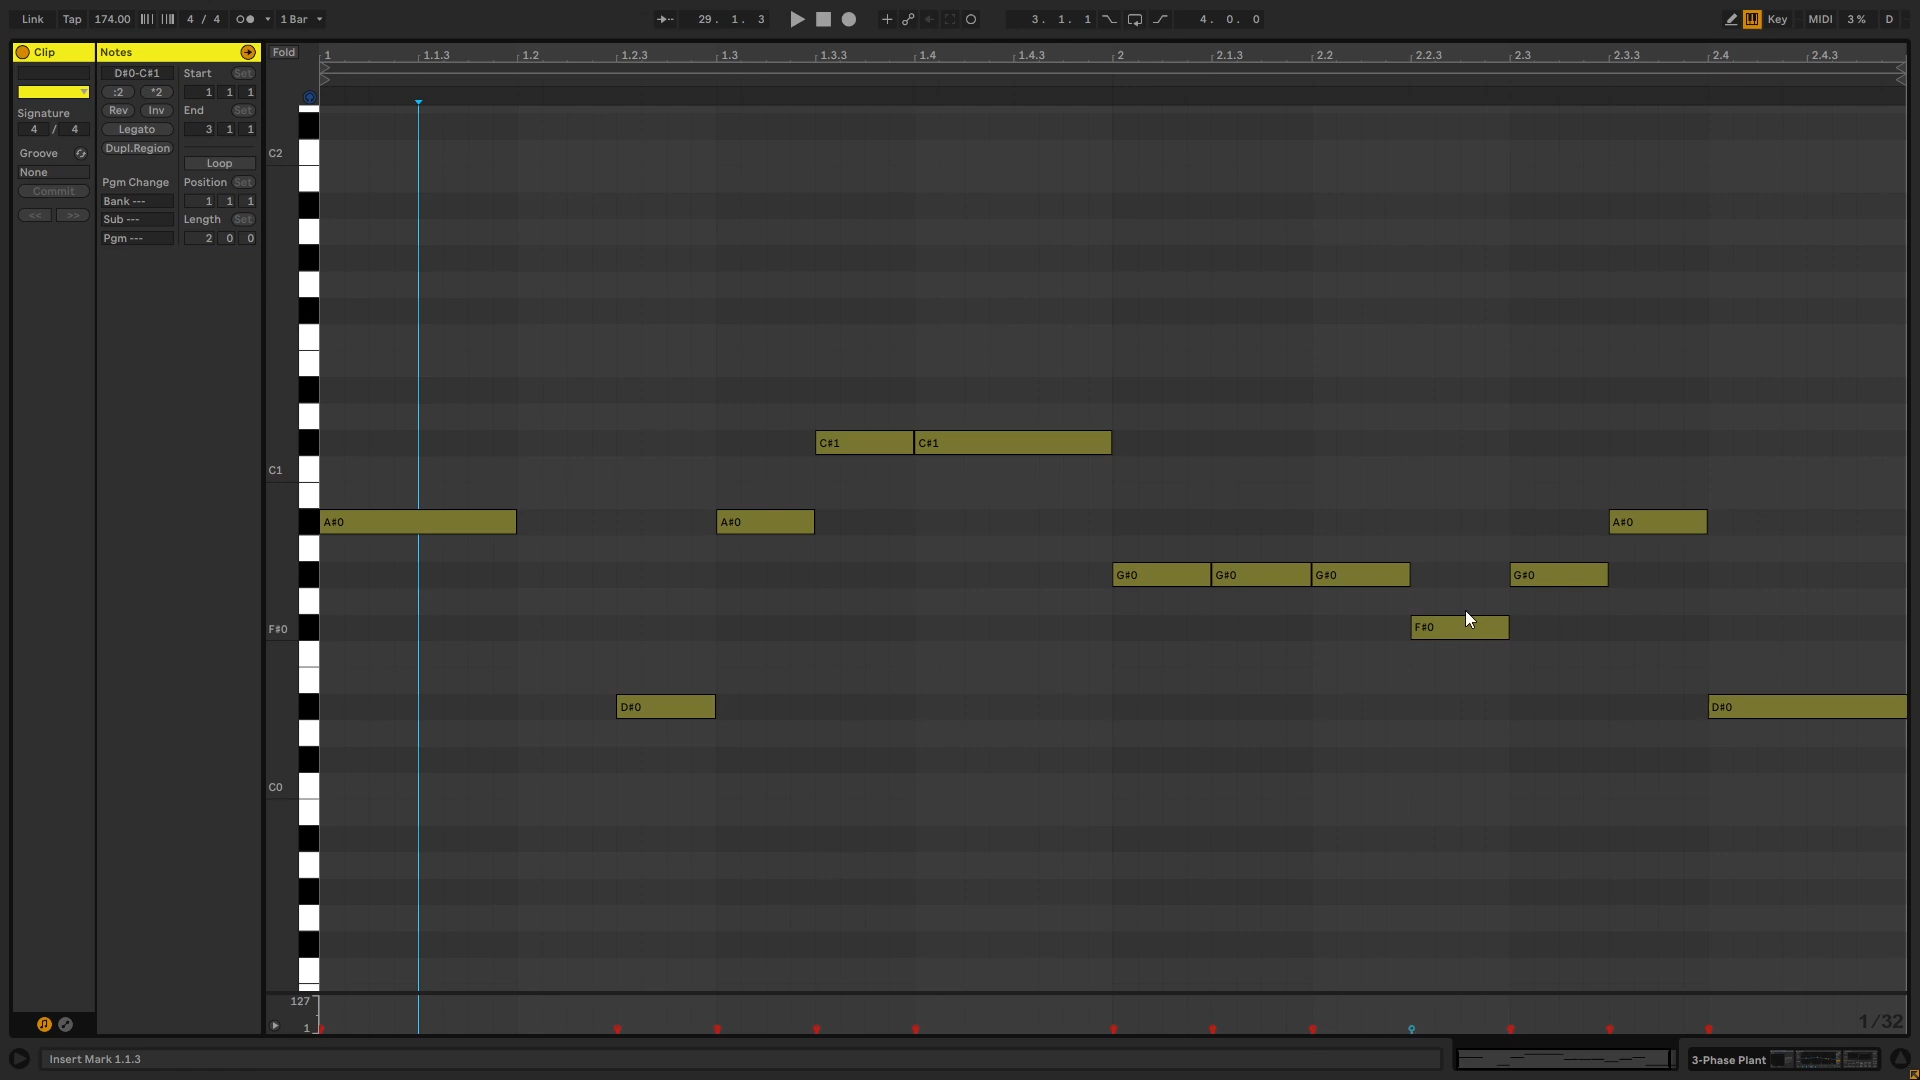 Link Tap 174.00 4 / 4 1 Bar 29. 1. 3 3. 1. 1 4. 0. 0 Key MIDI 3 % D
Clip Notes Fold 1 1.1.3 1.2 1.2.3 1.3 1.3.3 1.4 1.4.3 2 2.1.3 2.2 2.2.3 2.3 2.3.3 2.4 2.4.3
D#0-C#1 Start Set
:2 *2 1 1 1
Signature Rev Inv End Set
4 / 4 Legato 3 1 1
Groove Dupl.Region
None Loop
Commit Pgm Change Position Set
<< >> Bank --- 1 1 1
Sub --- Length Set
Pgm --- 2 0 0
C2
C#1 C#1
C1
A#0 A#0 A#0
G#0 G#0 G#0 G#0
F#0 F#0
D#0 D#0
C0
127
1 1/32
Insert Mark 1.1.3 3-Phase Plant